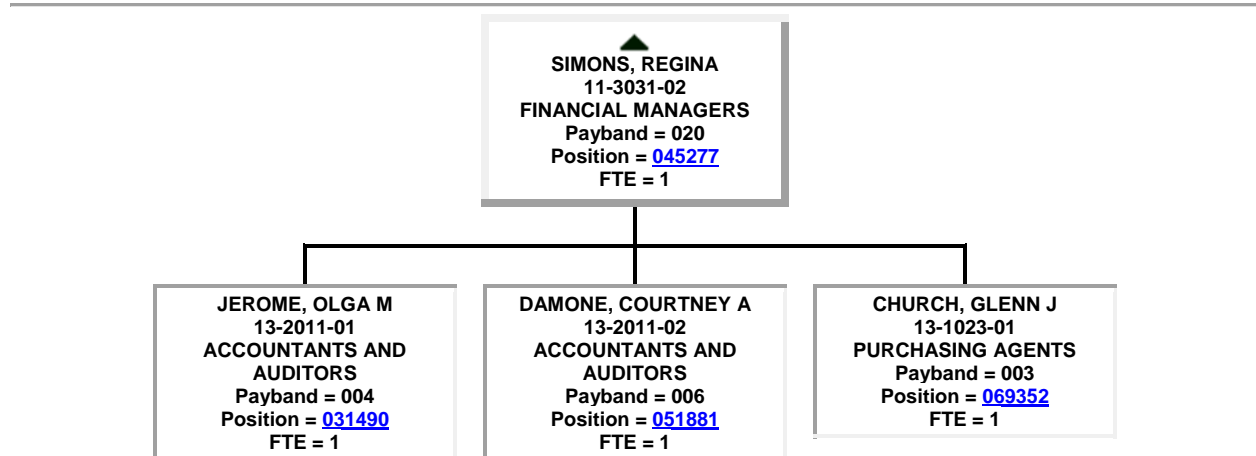 SIMONS, REGINA
11-3031-02
FINANCIAL MANAGERS
Payband = 020
Position = 045277
FTE = 1
JEROME, OLGA M
13-2011-01
ACCOUNTANTS AND
AUDITORS
Payband = 004
Position = 031490
FTE = 1
DAMONE, COURTNEY A
13-2011-02
ACCOUNTANTS AND
AUDITORS
Payband = 006
Position = 051881
FTE = 1
CHURCH, GLENN J
13-1023-01
PURCHASING AGENTS
Payband = 003
Position = 069352
FTE = 1